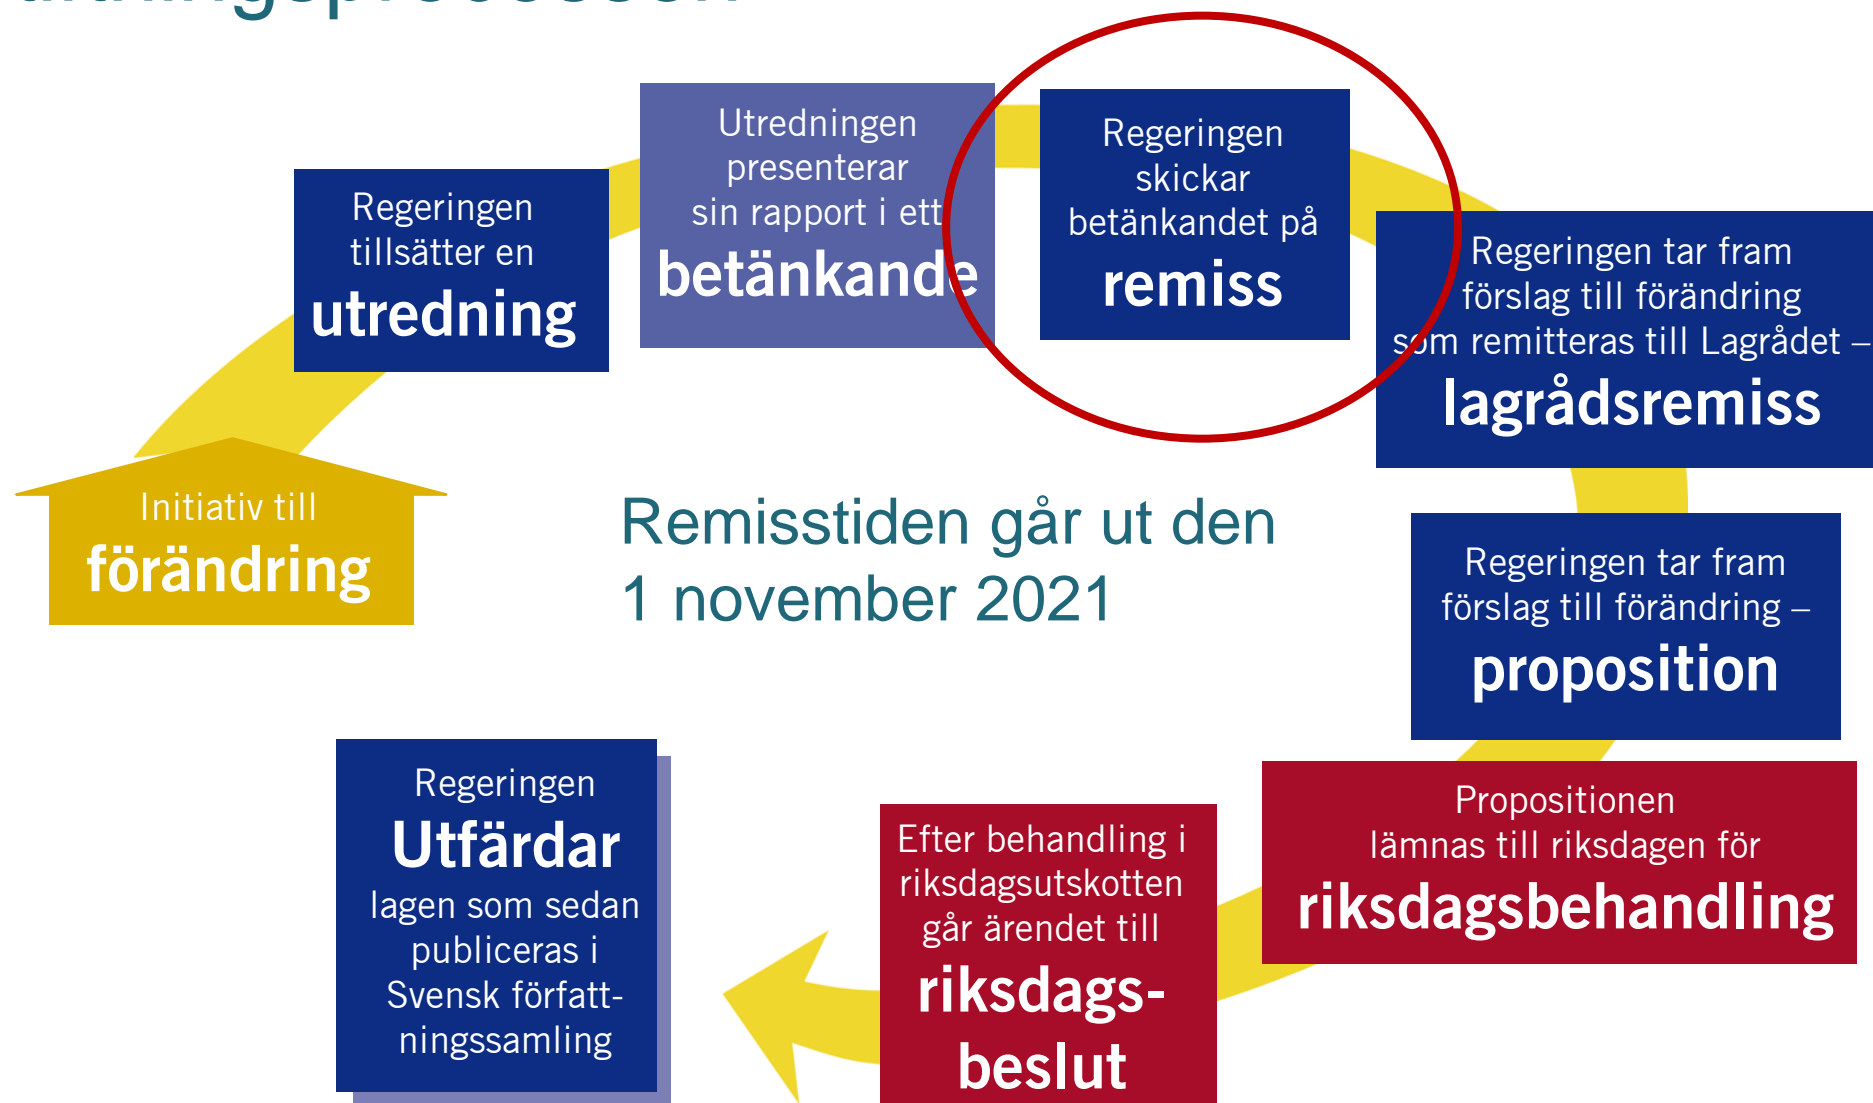 Initiativ till
förändring
Regeringen
tillsätter en
utredning
Utredningen
presenterar
sin rapport i ett
betänkande
Regeringen
skickar
betänkandet på
remiss
Regeringen tar fram
förslag till förändring
som remitteras till Lagrådet –
lagrådsremiss
Regeringen tar fram
förslag till förändring –
proposition
Propositionen
lämnas till riksdagen för
riksdagsbehandling
Efter behandling i
riksdagsutskotten
går ärendet till
riksdags-
beslut
Regeringen
Utfärdar
lagen som sedan
publiceras i
Svensk författ-
ningssamling
Remisstiden går ut den
1 november 2021